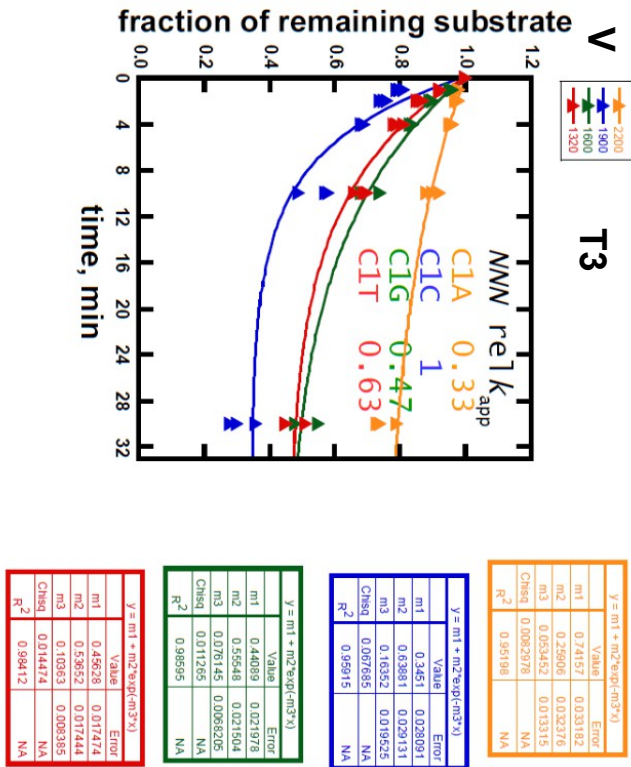 V
T3
2200
1900
1600
1320
fraction of remaining substrate
0.0 0.2 0.4 0.6 0.8 1.0 1.2
0 4 8 12 16 20 24 28 32
time, min
NNN relk app
C1A 0.33
C1C 1
C1G 0.47
C1T 0.63
y = m1 + m2*exp(-m3*x)
Value Error
m1 0.74157 0.033182
m2 0.25906 0.032376
m3 0.053452 0.013315
Chisq 0.0082978 NA
R² 0.95198 NA
y = m1 + m2*exp(-m3*x)
Value Error
m1 0.3451 0.028091
m2 0.63881 0.029131
m3 0.16352 0.019525
Chisq 0.067685 NA
R² 0.95915 NA
y = m1 + m2*exp(-m3*x)
Value Error
m1 0.44089 0.021978
m2 0.55548 0.021504
m3 0.076145 0.0068205
Chisq 0.011265 NA
R² 0.98595 NA
y = m1 + m2*exp(-m3*x)
Value Error
m1 0.45628 0.017474
m2 0.53652 0.017444
m3 0.10363 0.008385
Chisq 0.014474 NA
R² 0.98412 NA